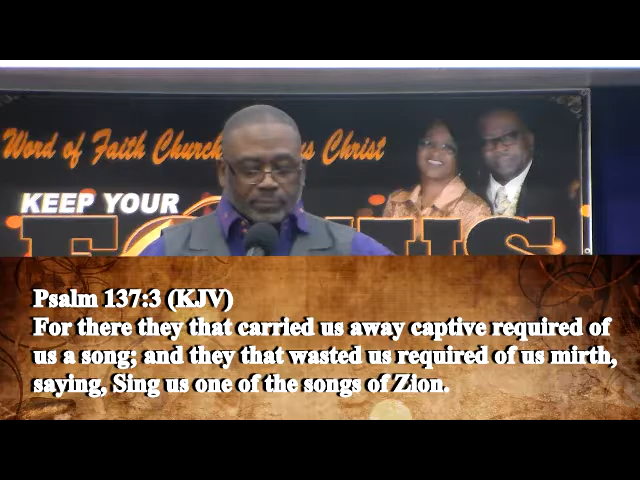 Word of Faith Church us Christ
KEEP YOUR
FOCUS
Psalm 137:3 (KJV)
For there they that carried us away captive required of
us a song; and they that wasted us required of us mirth,
saying, Sing us one of the songs of Zion.